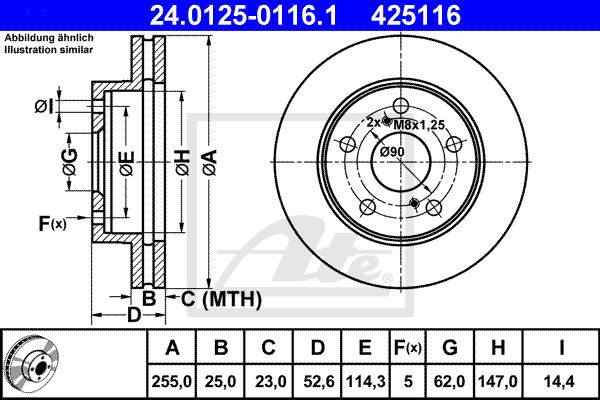 24.0125-0116.1 425116
Abbildung ähnlich
Illustration similar
ØI
ØG
ØE
ØH
ØA
F(x)
B
C (MTH)
D
2x
M8x1,25
Ø90
Ate
®
A B C D E F(x) G H I
255,0 25,0 23,0 52,6 114,3 5 62,0 147,0 14,4